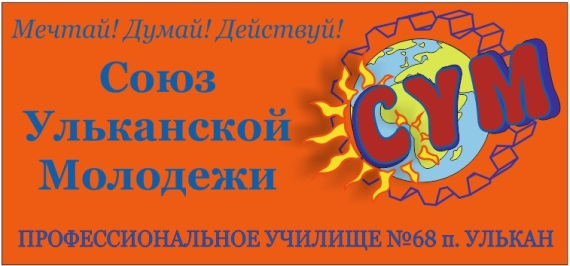 Мечтай! Думай! Действуй!
Союз
Ульканской
Молодежи
СУМ
ПРОФЕССИОНАЛЬНОЕ УЧИЛИЩЕ №68 п. УЛЬКАН